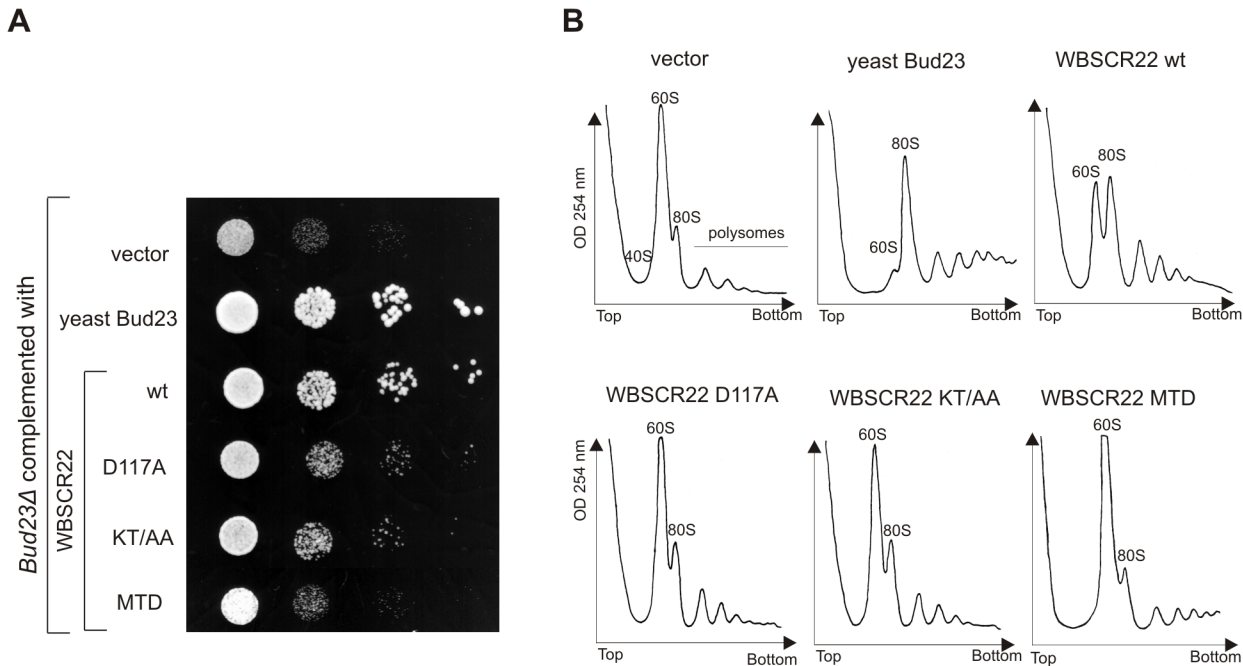 A
Bud23Δ complemented with
WBSCR22
vector
yeast Bud23
wt
D117A
KT/AA
MTD
B
vector
OD 254 nm
40S
60S
80S
polysomes
Top
Bottom
yeast Bud23
60S
80S
Top
Bottom
WBSCR22 wt
60S
80S
Top
Bottom
WBSCR22 D117A
OD 254 nm
60S
80S
Top
Bottom
WBSCR22 KT/AA
60S
80S
Top
Bottom
WBSCR22 MTD
60S
80S
Top
Bottom